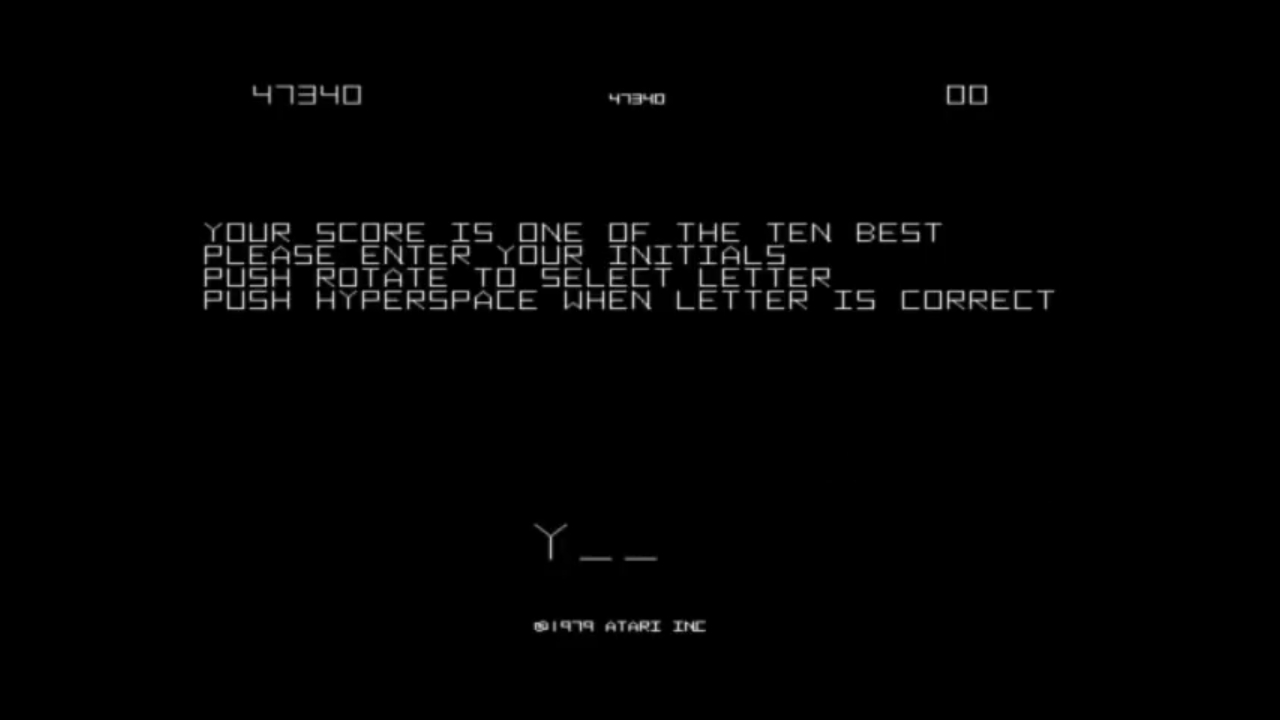 47340 47340 00
YOUR SCORE IS ONE OF THE TEN BEST
PLEASE ENTER YOUR INITIALS
PUSH ROTATE TO SELECT LETTER
PUSH HYPERSPACE WHEN LETTER IS CORRECT
Y _ _
©1979 ATARI INC